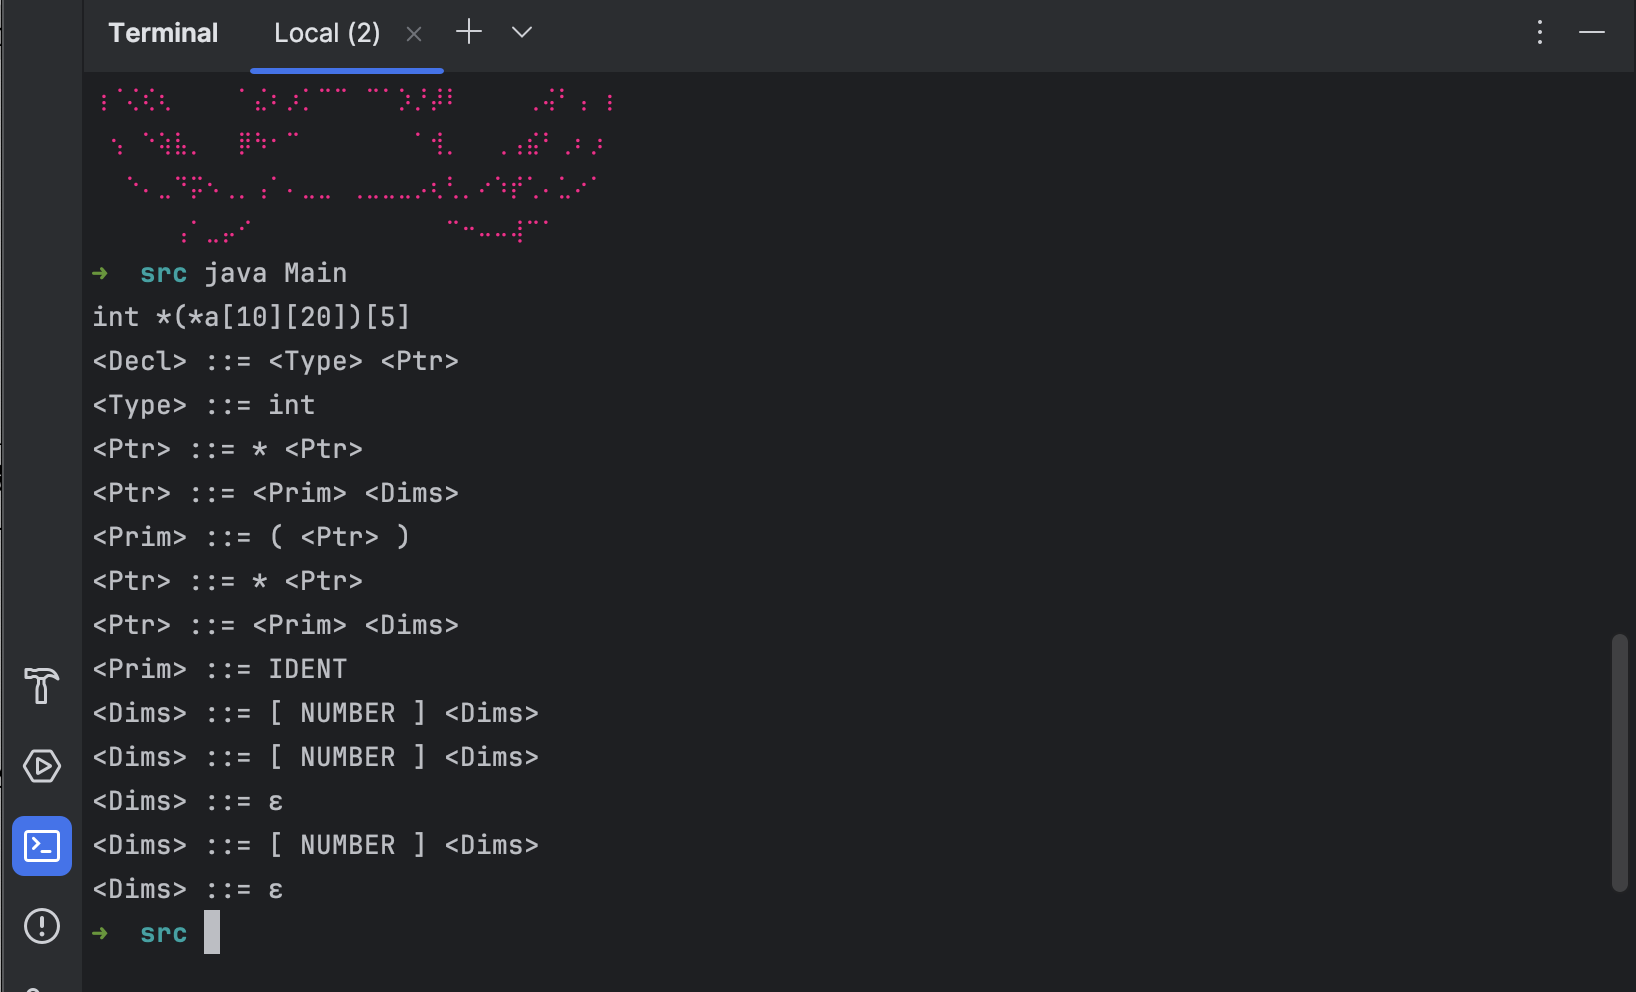 Terminal Local (2)
➜ src java Main
int *(*a[10][20])[5]
<Decl> ::= <Type> <Ptr>
<Type> ::= int
<Ptr> ::= * <Ptr>
<Ptr> ::= <Prim> <Dims>
<Prim> ::= ( <Ptr> )
<Ptr> ::= * <Ptr>
<Ptr> ::= <Prim> <Dims>
<Prim> ::= IDENT
<Dims> ::= [ NUMBER ] <Dims>
<Dims> ::= [ NUMBER ] <Dims>
<Dims> ::= ε
<Dims> ::= [ NUMBER ] <Dims>
<Dims> ::= ε
➜ src